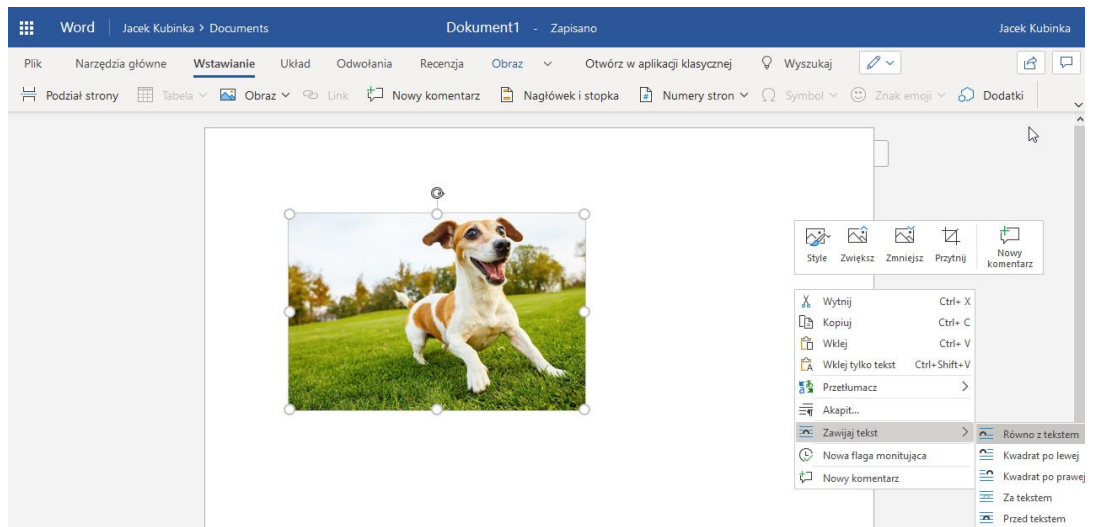 Word Jacek Kubinka > Documents Dokument1 - Zapisano Jacek Kubinka
Plik Narzędzia główne Wstawianie Układ Odwołania Recenzja Obraz Otwórz w aplikacji klasycznej Wyszukaj
Podział strony Tabela Obraz Link Nowy komentarz Nagłówek i stopka Numery stron Symbol Znak emoji Dodatki
Style Zwiększ Zmniejsz Przytnij Nowy komentarz
Wytnij Ctrl+ X
Kopiuj Ctrl+ C
Wklej Ctrl+ V
Wklej tylko tekst Ctrl+Shift+V
Przetłumacz
Akapit...
Zawijaj tekst
Nowa flaga monitująca
Nowy komentarz
Równo z tekstem
Kwadrat po lewej
Kwadrat po prawej
Za tekstem
Przed tekstem